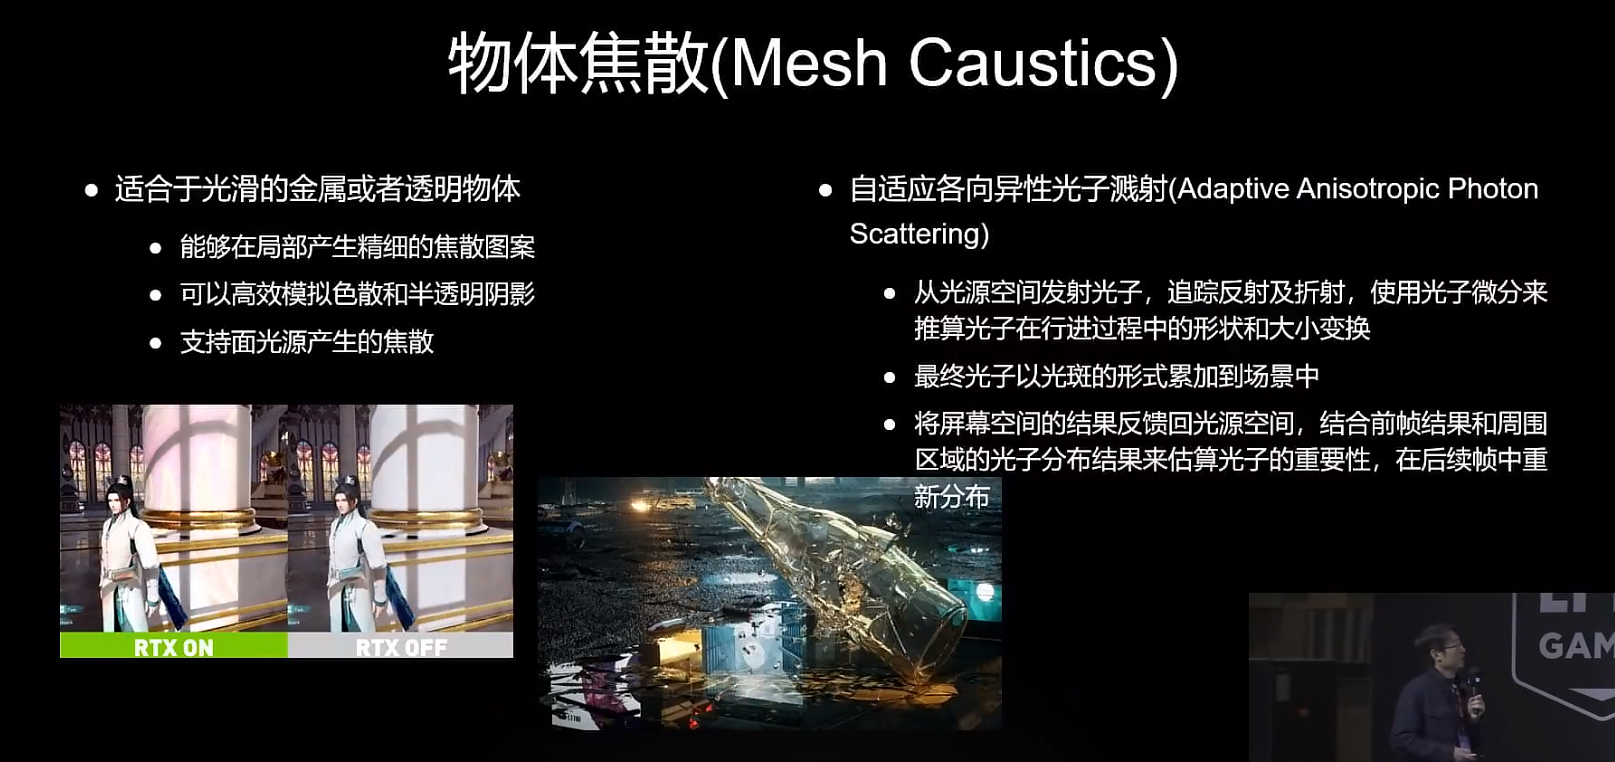 物体焦散(Mesh Caustics)
适合于光滑的金属或者透明物体
能够在局部产生精细的焦散图案
可以高效模拟色散和半透明阴影
支持面光源产生的焦散
RTX ON
RTX OFF
自适应各向异性光子溅射(Adaptive Anisotropic Photon
Scattering)
从光源空间发射光子，追踪反射及折射，使用光子微分来
推算光子在行进过程中的形状和大小变换
最终光子以光斑的形式累加到场景中
将屏幕空间的结果反馈回光源空间，结合前帧结果和周围
区域的光子分布结果来估算光子的重要性，在后续帧中重
新分布
GAM